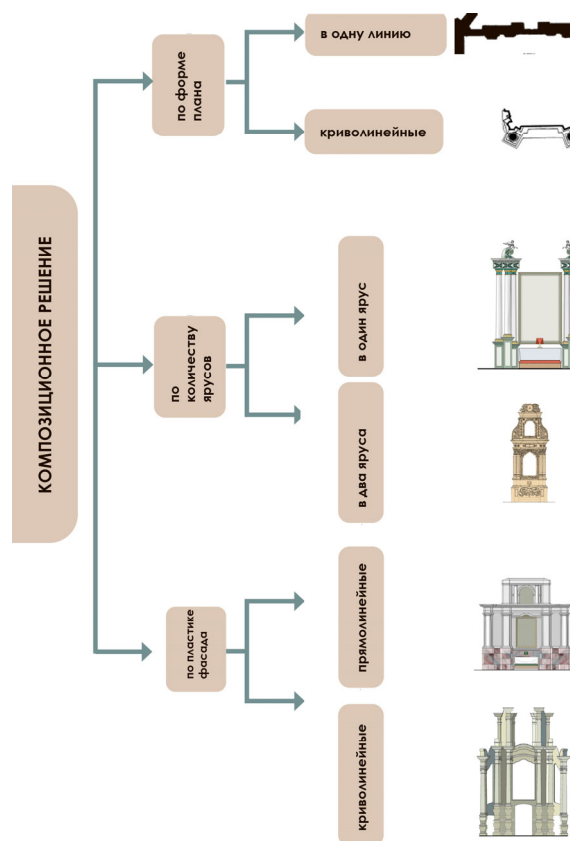 КОМПОЗИЦИОННОЕ РЕШЕНИЕ
по форме
плана
в одну линию
криволинейные
по
количеству
ярусов
в один ярус
в два яруса
по пластике
фасада
прямолинейные
криволинейные